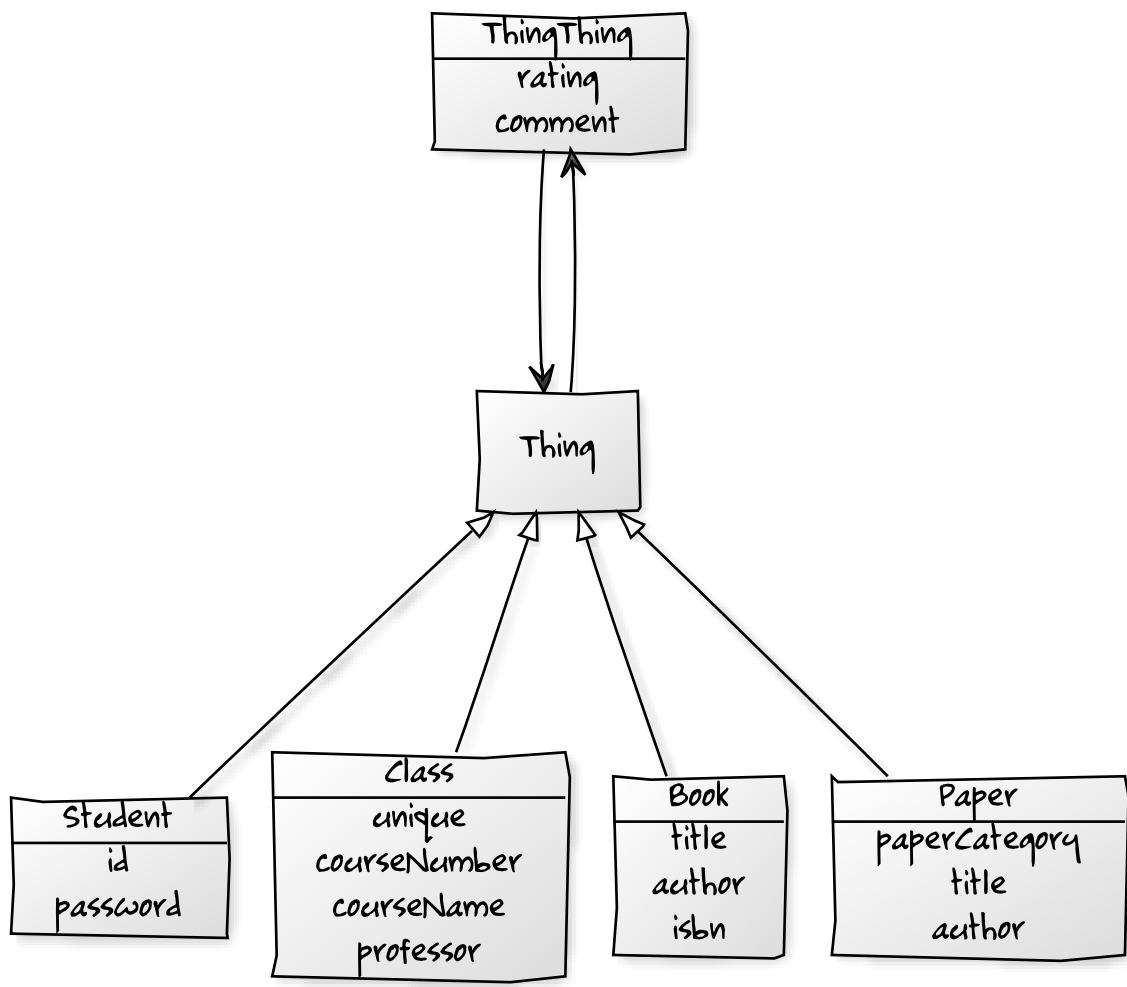 ThingThing
rating
comment
Thing
Student
id
password
Class
unique
courseNumber
courseName
professor
Book
title
author
isbn
Paper
paperCategory
title
author